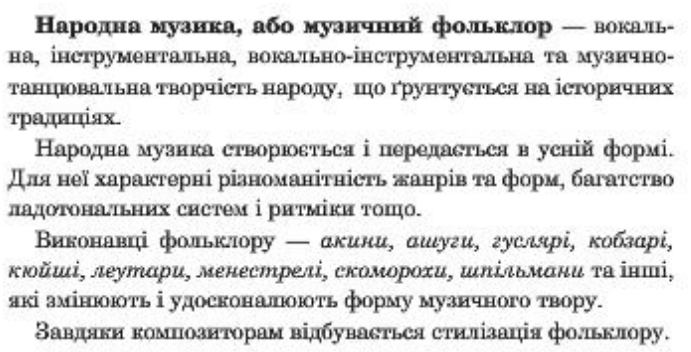 Народна музика, або музичний фольклор — вокаль-
на, інструментальна, вокально-інструментальна та музично-
танцювальна творчість народу, що ґрунтується на історичних
традиціях.
Народна музика створюється і передається в усній формі.
Для неї характерні різноманітність жанрів та форм, багатство
ладотональних систем і ритміки тощо.
Виконавці фольклору — акини, ашуги, гуслярі, кобзарі,
кюйші, леутари, менестрелі, скоморохи, шпільмани та інші,
які змінюють і удосконалюють форму музичного твору.
Завдяки композиторам відбувається стилізація фольклору.